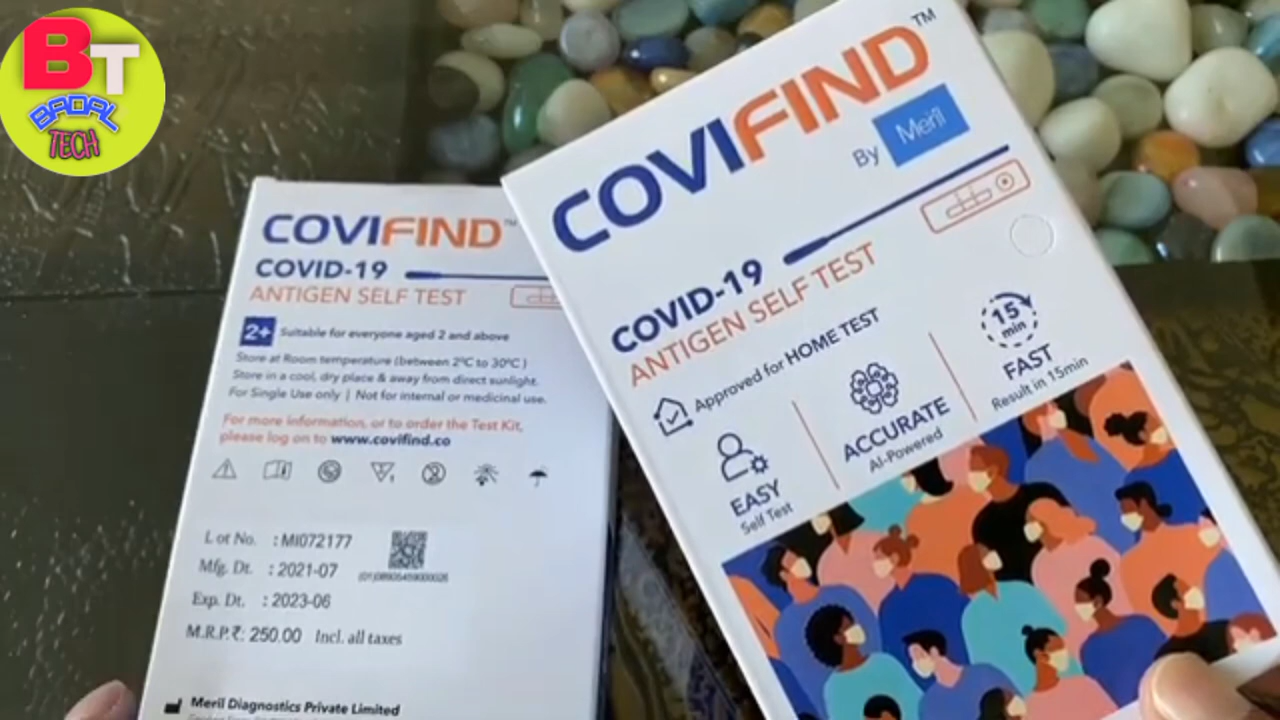 BT
BADAL
TECH
COVIFIND™
COVID-19
ANTIGEN SELF TEST
2+ Suitable for everyone aged 2 and above
Store at Room temperature (between 2ºC to 30ºC )
Store in a cool, dry place & away from direct sunlight.
For Single Use only | Not for internal or medicinal use.
For more information, or to order the Test Kit,
please log on to www.covifind.co
Lot No. : MI072177
Mfg. Dt. : 2021-07
Exp. Dt. : 2023-06
M.R.P.₹: 250.00 Incl. all taxes
Meril Diagnostics Private Limited
COVIFIND™
By Meril
COVID-19
ANTIGEN SELF TEST
Approved for HOME TEST
EASY
Self Test
ACCURATE
AI-Powered
15
min
FAST
Result in 15min